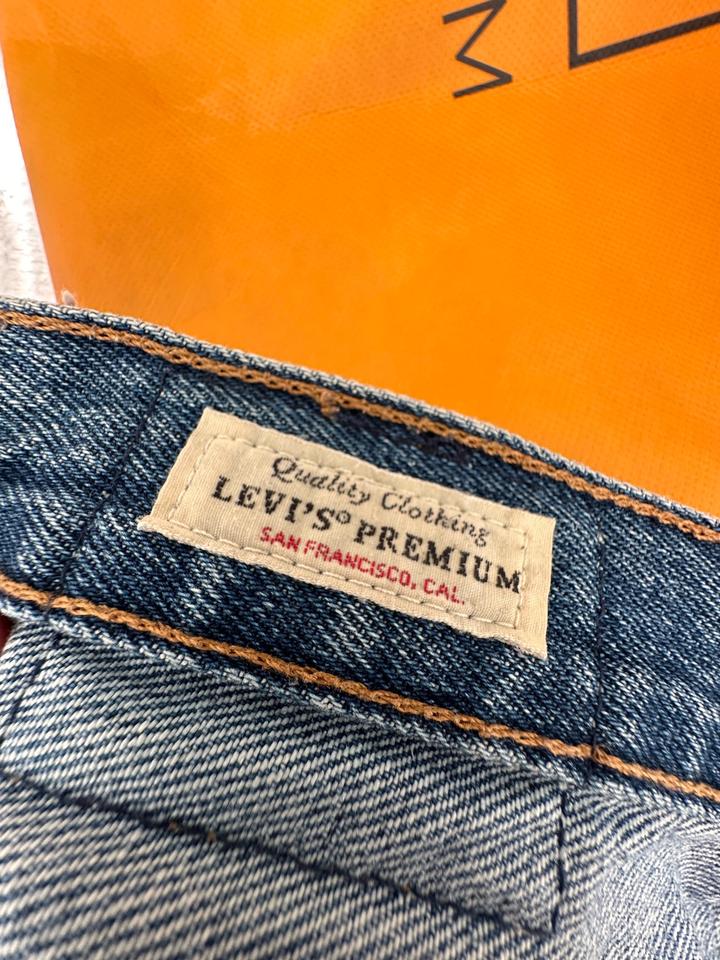 Quality Clothing
LEVI'S® PREMIUM
SAN FRANCISCO, CAL.